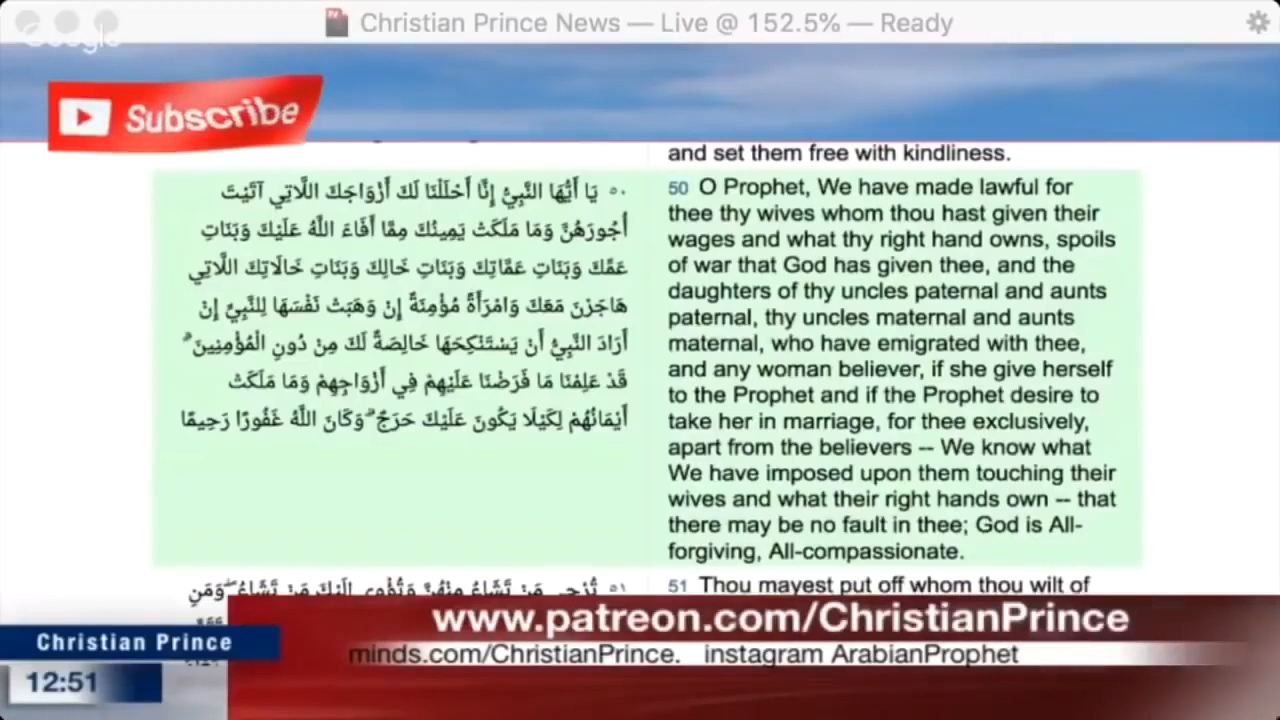 Christian Prince News — Live @ 152.5% — Ready
Google
Subscribe
and set them free with kindliness.
٥٠ يَا أَيُّهَا النَّبِيُّ إِنَّا أَحْلَلْنَا لَكَ أَزْوَاجَكَ اللَّاتِي آتَيْتَ
أُجُورَهُنَّ وَمَا مَلَكَتْ يَمِينُكَ مِمَّا أَفَاءَ اللَّهُ عَلَيْكَ وَبَنَاتِ
عَمِّكَ وَبَنَاتِ عَمَّاتِكَ وَبَنَاتِ خَالِكَ وَبَنَاتِ خَالَاتِكَ اللَّاتِي
هَاجَرْنَ مَعَكَ وَامْرَأَةً مُؤْمِنَةً إِنْ وَهَبَتْ نَفْسَهَا لِلنَّبِيِّ إِنْ
أَرَادَ النَّبِيُّ أَنْ يَسْتَنْكِحَهَا خَالِصَةً لَكَ مِنْ دُونِ الْمُؤْمِنِينَ ۗ
قَدْ عَلِمْنَا مَا فَرَضْنَا عَلَيْهِمْ فِي أَزْوَاجِهِمْ وَمَا مَلَكَتْ
أَيْمَانُهُمْ لِكَيْلَا يَكُونَ عَلَيْكَ حَرَجٌ ۗ وَكَانَ اللَّهُ غَفُورًا رَحِيمًا
50 O Prophet, We have made lawful for
thee thy wives whom thou hast given their
wages and what thy right hand owns, spoils
of war that God has given thee, and the
daughters of thy uncles paternal and aunts
paternal, thy uncles maternal and aunts
maternal, who have emigrated with thee,
and any woman believer, if she give herself
to the Prophet and if the Prophet desire to
take her in marriage, for thee exclusively,
apart from the believers -- We know what
We have imposed upon them touching their
wives and what their right hands own -- that
there may be no fault in thee; God is All-
forgiving, All-compassionate.
٥١ تُرْجِي مَنْ تَشَاءُ مِنْهُنَّ وَتُؤْوِي إِلَيْكَ مَنْ تَشَاءُ ۖ وَمَنِ
51 Thou mayest put off whom thou wilt of
www.patreon.com/ChristianPrince
Christian Prince
minds.com/ChristianPrince. instagram ArabianProphet
12:51